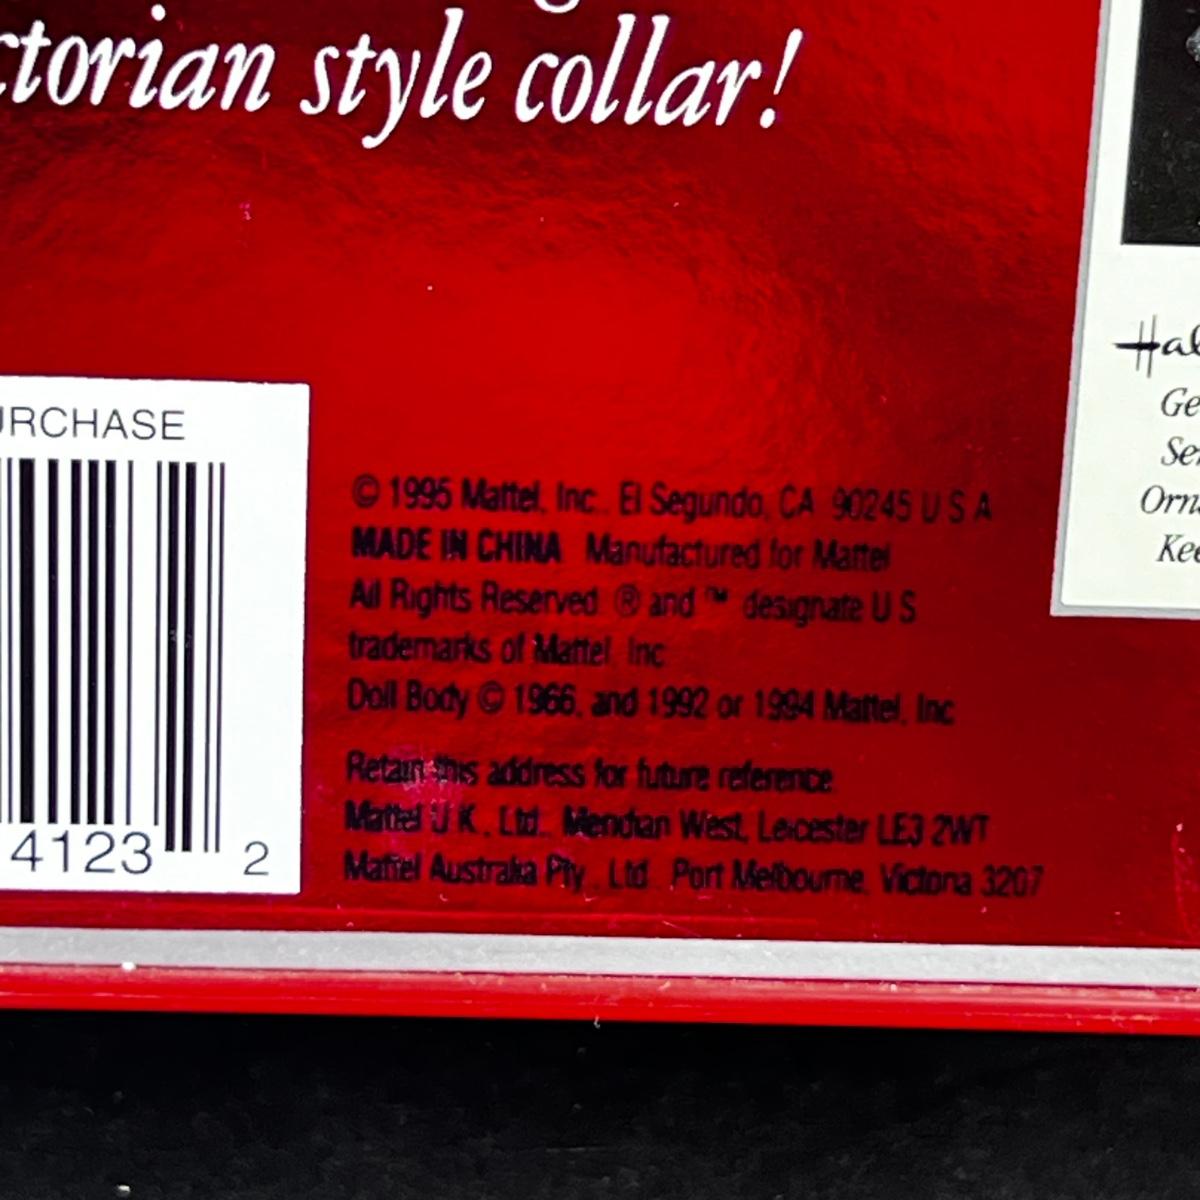 ctorian style collar!
URCHASE
4123 2
© 1995 Mattel, Inc. El Segundo, CA 90245 U S A
MADE IN CHINA Manufactured for Mattel
All Rights Reserved ® and ™ designate U S
trademarks of Mattel, Inc
Doll Body © 1966, and 1992 or 1994 Mattel, Inc
Retain this address for future reference
Mattel U K , Ltd. Meridian West, Leicester LE3 2WT
Mattel Australia Pty , Ltd Port Melbourne, Victoria 3207
Hal
Ge
Ser
Orna
Kee